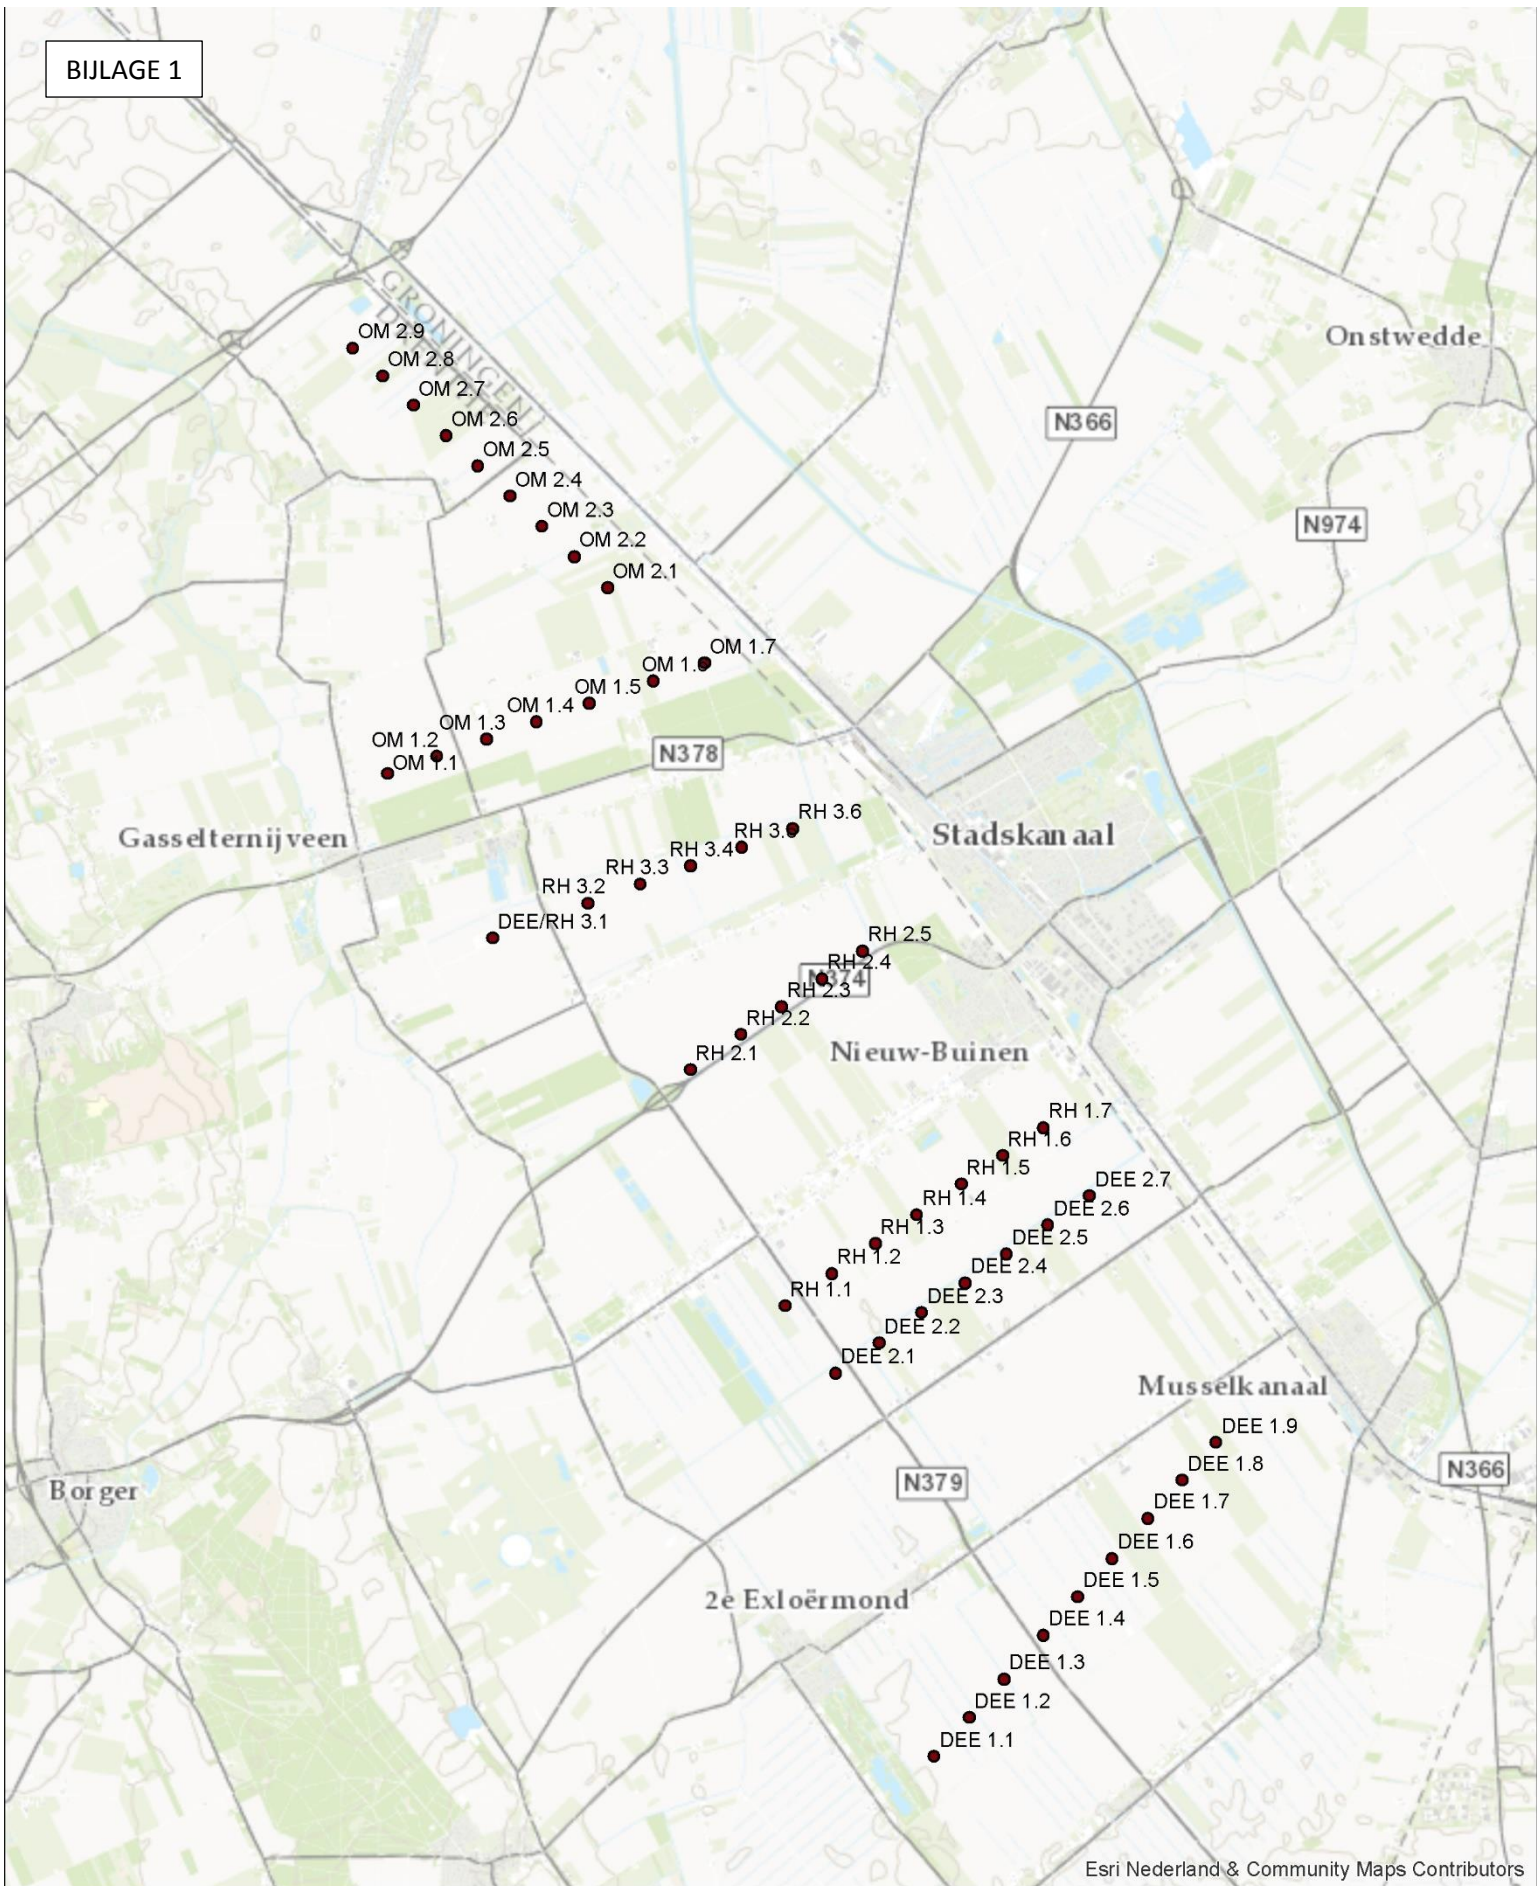 BIJLAGE 1
GRONINGEN
OM 2.9
OM 2.8
OM 2.7
OM 2.6
OM 2.5
OM 2.4
OM 2.3
OM 2.2
OM 2.1
Onstwedde
N366
N974
OM 1.7
OM 1.
OM 1.5
OM 1.4
OM 1.3
OM 1.2
OM 1.1
N378
Gasselternijveen
Stadskanaal
RH 3.6
RH 3.
RH 3.4
RH 3.3
RH 3.2
DEE/RH 3.1
RH 2.5
RH 2.4
N374
RH 2.3
RH 2.2
RH 2.1
Nieuw-Buinen
RH 1.7
RH 1.6
RH 1.5
RH 1.4
RH 1.3
RH 1.2
RH 1.1
DEE 2.7
DEE 2.6
DEE 2.5
DEE 2.4
DEE 2.3
DEE 2.2
DEE 2.1
Musselkanaal
DEE 1.9
DEE 1.8
DEE 1.7
DEE 1.6
DEE 1.5
DEE 1.4
DEE 1.3
DEE 1.2
DEE 1.1
N366
N379
Borger
2e Exloërmond
Esri Nederland & Community Maps Contributors